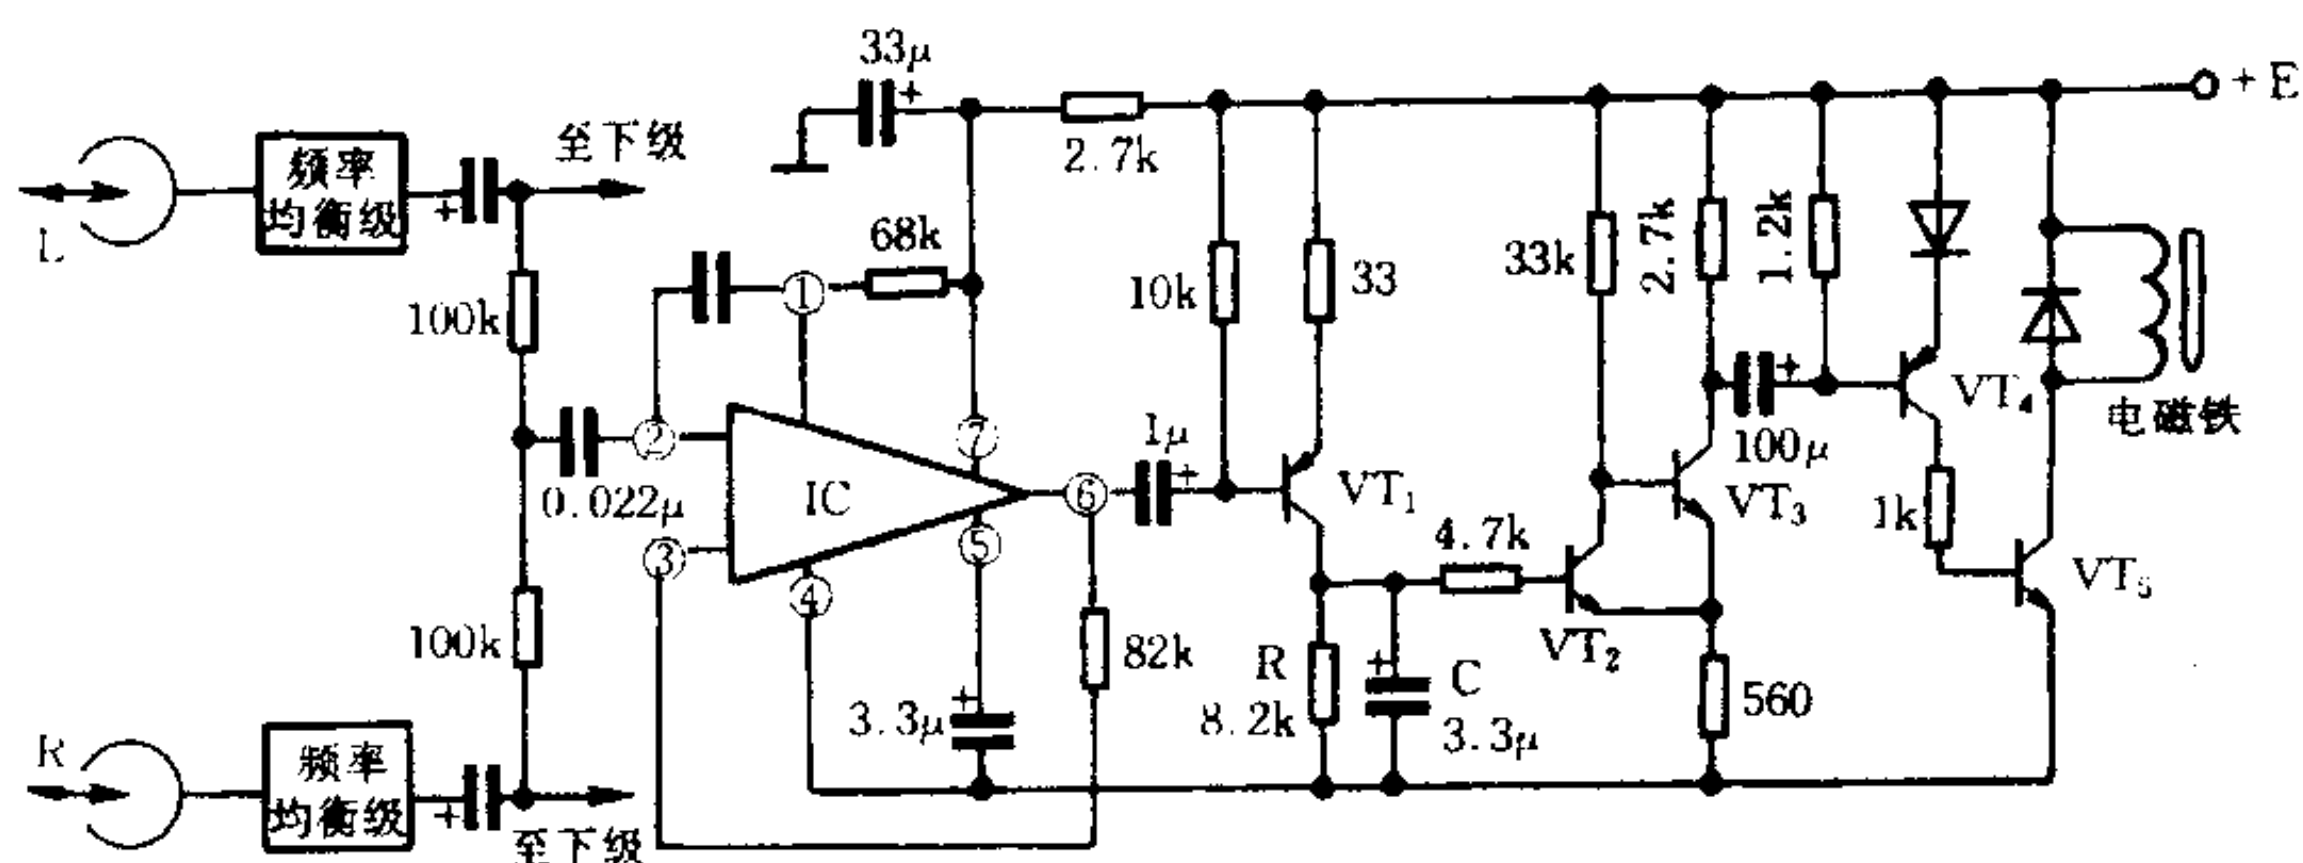 33μ
+
+E
2.7k
至下级
频率
均衡级
+
L
68k
①
10k
33
33k
2.7k
1.2k
100k
②
⑦
0.022μ
IC
1μ
+
⑥
VT₁
+
100μ
VT₃
VT₄
1k
电磁铁
③
④
⑤
4.7k
VT₂
VT₅
100k
82k
3.3μ
+
R
8.2k
+
C
3.3μ
560
R
频率
均衡级
+
至下级